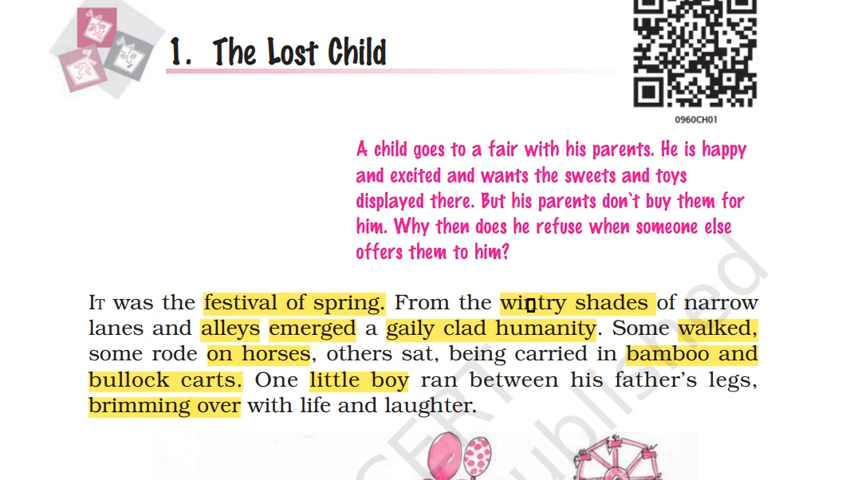 1. The Lost Child
0960CH01
A child goes to a fair with his parents. He is happy
and excited and wants the sweets and toys
displayed there. But his parents don`t buy them for
him. Why then does he refuse when someone else
offers them to him?
IT was the festival of spring. From the wintry shades of narrow
lanes and alleys emerged a gaily clad humanity. Some walked,
some rode on horses, others sat, being carried in bamboo and
bullock carts. One little boy ran between his father's legs,
brimming over with life and laughter.